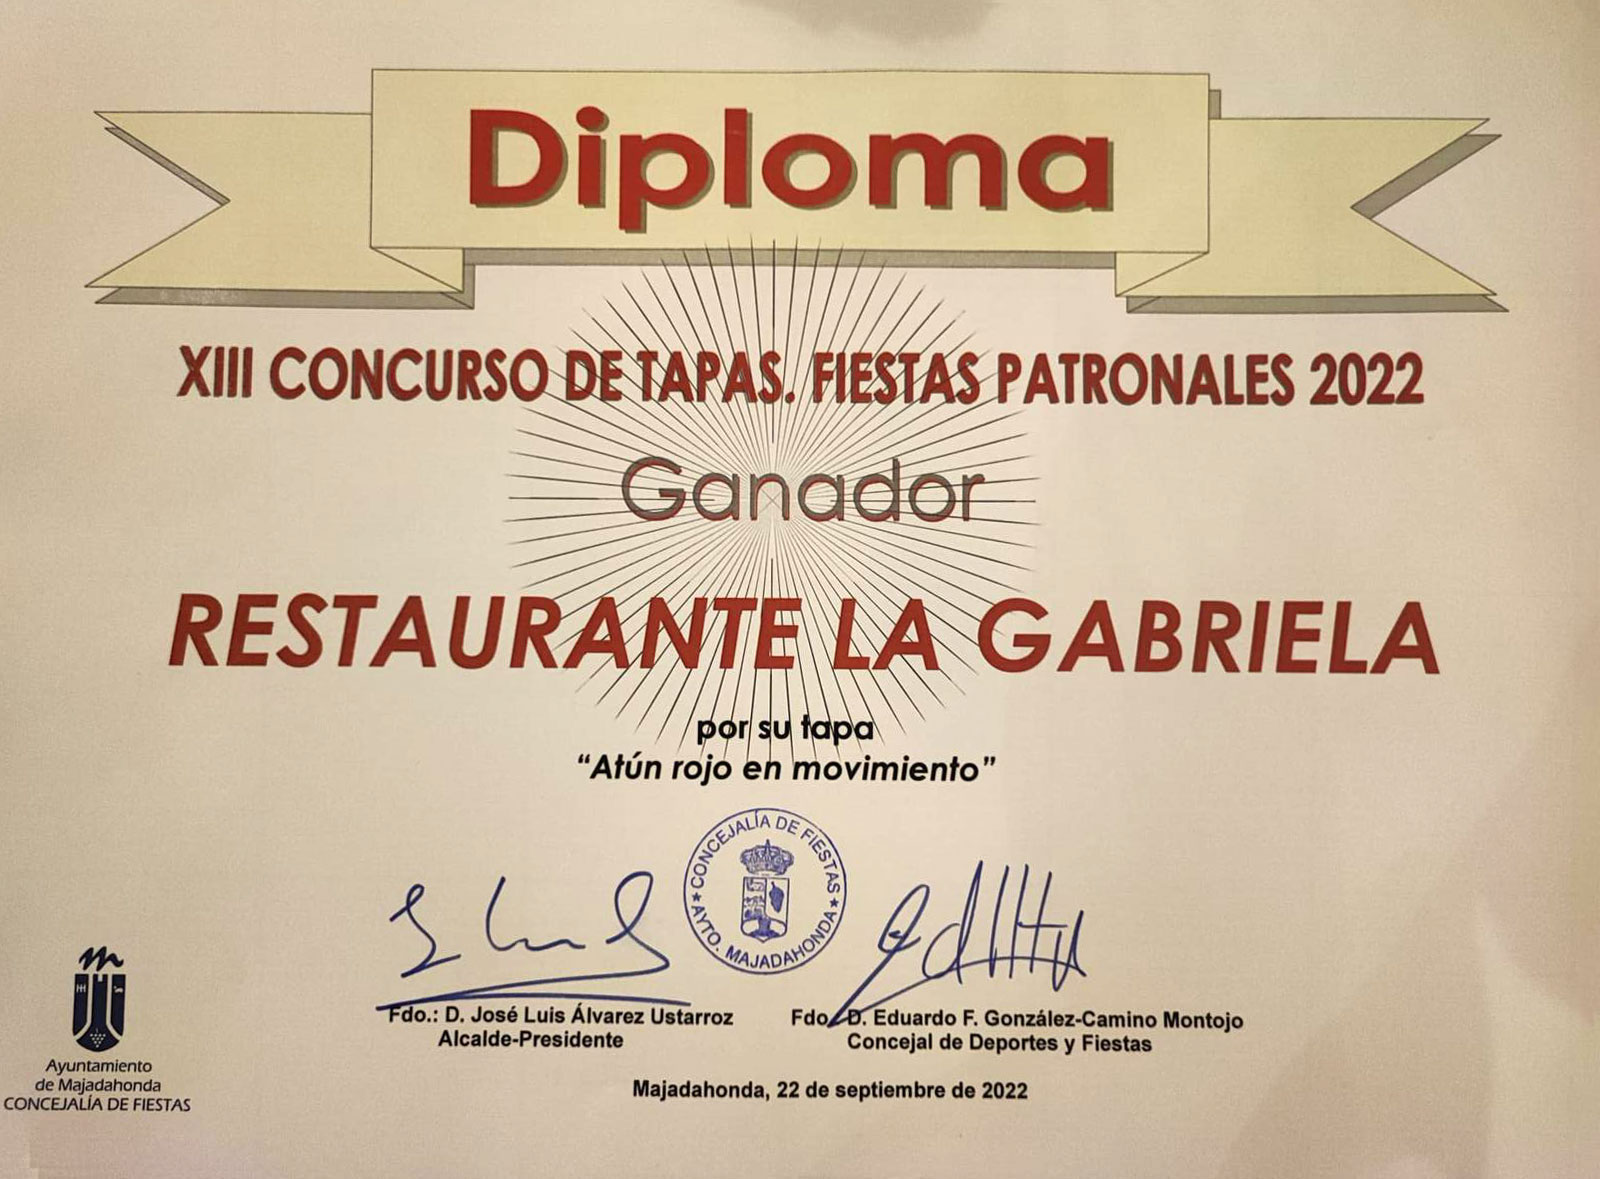 Diploma
XIII CONCURSO DE TAPAS. FIESTAS PATRONALES 2022
Ganador
RESTAURANTE LA GABRIELA
por su tapa
“Atún rojo en movimiento”
CONCEJALÍA DE FIESTAS
AYTO. MAJADAHONDA
Fdo.: D. José Luis Álvarez Ustarroz
Alcalde-Presidente
Fdo. D. Eduardo F. González-Camino Montojo
Concejal de Deportes y Fiestas
Majadahonda, 22 de septiembre de 2022
Ayuntamiento
de Majadahonda
CONCEJALÍA DE FIESTAS